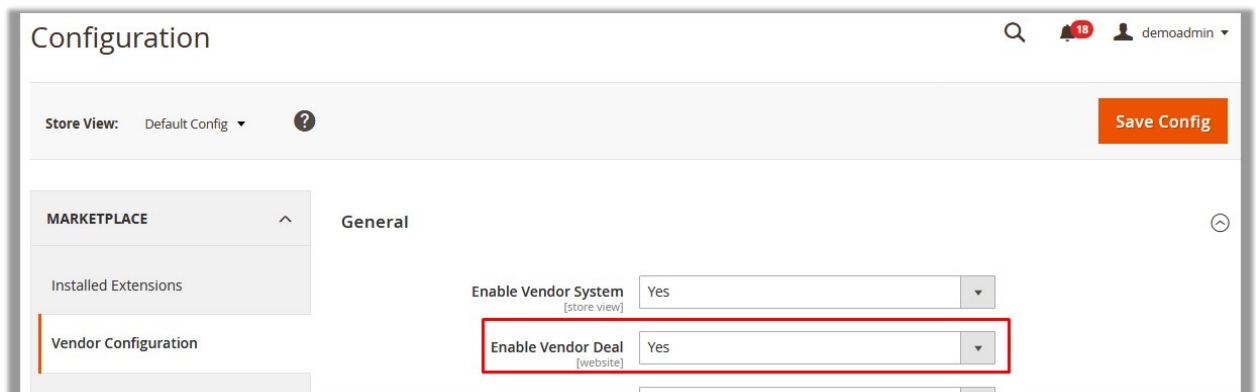 Configuration
18
demoadmin
Store View: Default Config
?
Save Config
MARKETPLACE
General
Installed Extensions
Enable Vendor System Yes
[store view]
Vendor Configuration
Enable Vendor Deal Yes
[website]